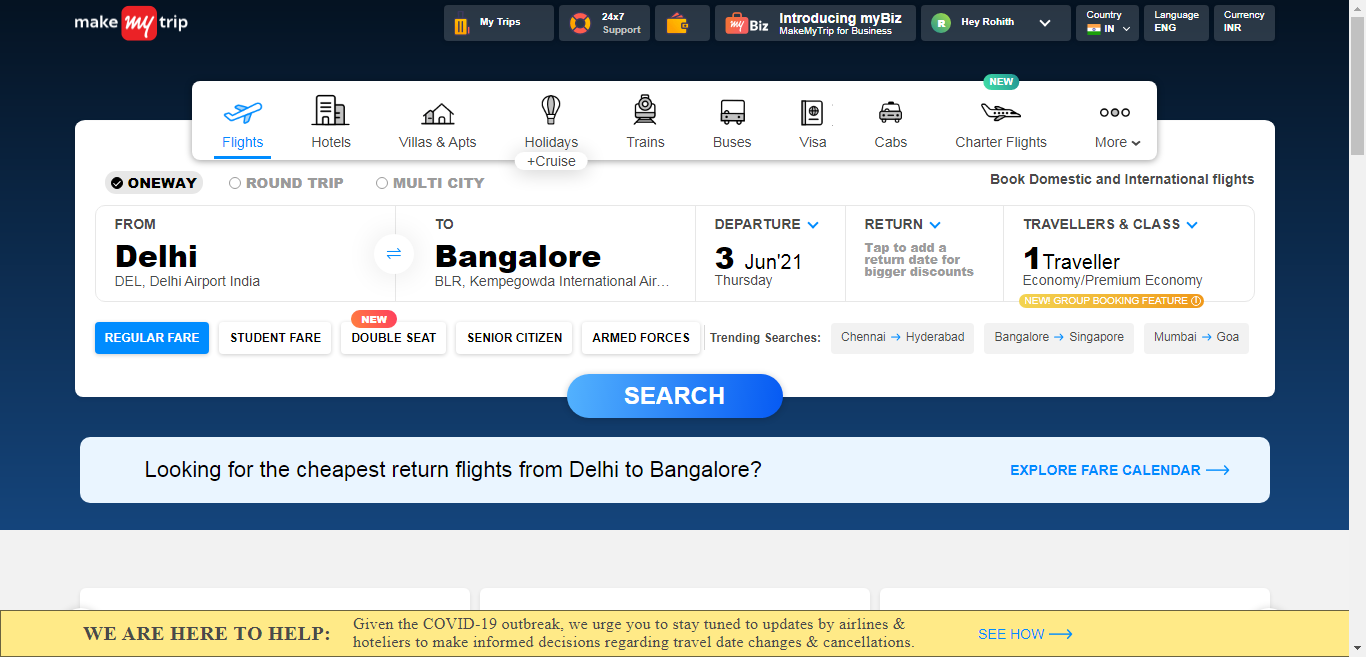 make my trip
My Trips
24x7
Support
my Biz
Introducing myBiz
MakeMyTrip for Business
R
Hey Rohith
Country
IN
Language
ENG
Currency
INR
NEW
Flights
Hotels
Villas & Apts
Holidays
+Cruise
Trains
Buses
Visa
Cabs
Charter Flights
More
ONEWAY
ROUND TRIP
MULTI CITY
Book Domestic and International flights
FROM
Delhi
DEL, Delhi Airport India
TO
Bangalore
BLR, Kempegowda International Air...
DEPARTURE
3 Jun'21
Thursday
RETURN
Tap to add a
return date for
bigger discounts
TRAVELLERS & CLASS
1Traveller
Economy/Premium Economy
NEW GROUP BOOKING FEATURE
REGULAR FARE
STUDENT FARE
NEW
DOUBLE SEAT
SENIOR CITIZEN
ARMED FORCES
Trending Searches:
Chennai → Hyderabad
Bangalore → Singapore
Mumbai → Goa
SEARCH
Looking for the cheapest return flights from Delhi to Bangalore?
EXPLORE FARE CALENDAR
WE ARE HERE TO HELP:
Given the COVID-19 outbreak, we urge you to stay tuned to updates by airlines &
hoteliers to make informed decisions regarding travel date changes & cancellations.
SEE HOW